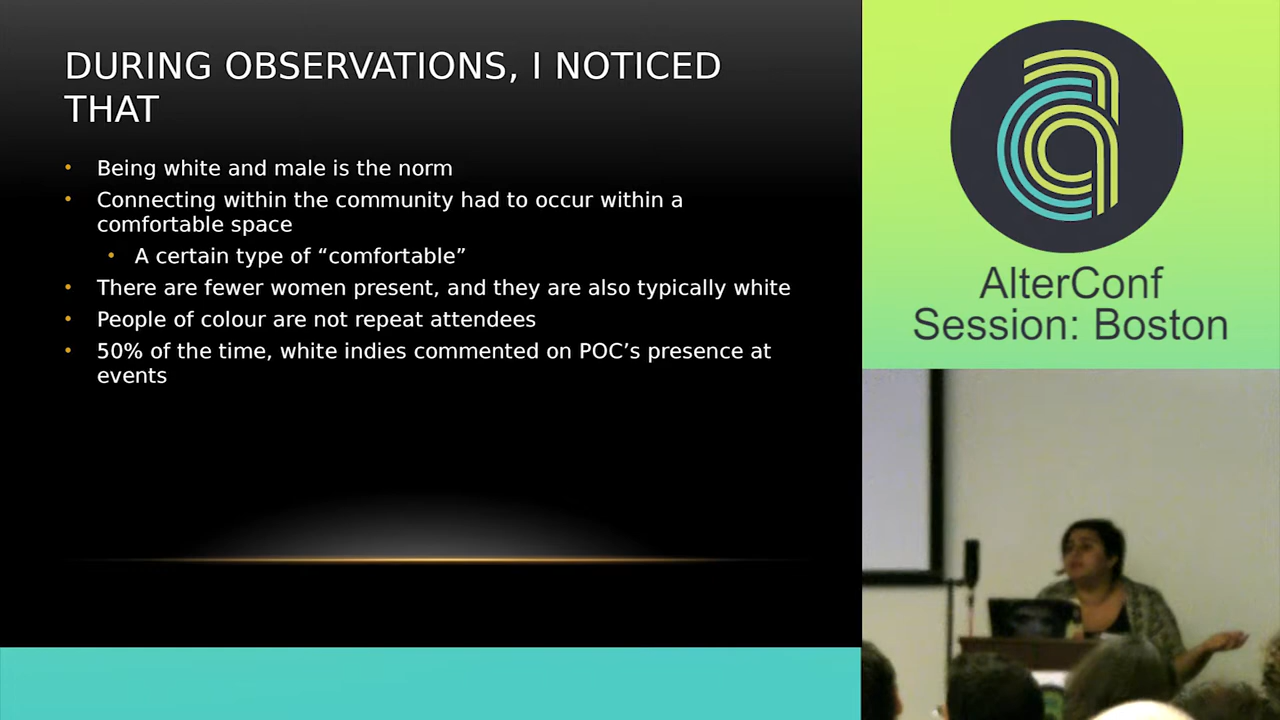 DURING OBSERVATIONS, I NOTICED
THAT
• Being white and male is the norm
• Connecting within the community had to occur within a
comfortable space
• A certain type of “comfortable”
• There are fewer women present, and they are also typically white
• People of colour are not repeat attendees
• 50% of the time, white indies commented on POC’s presence at
events
AlterConf
Session: Boston